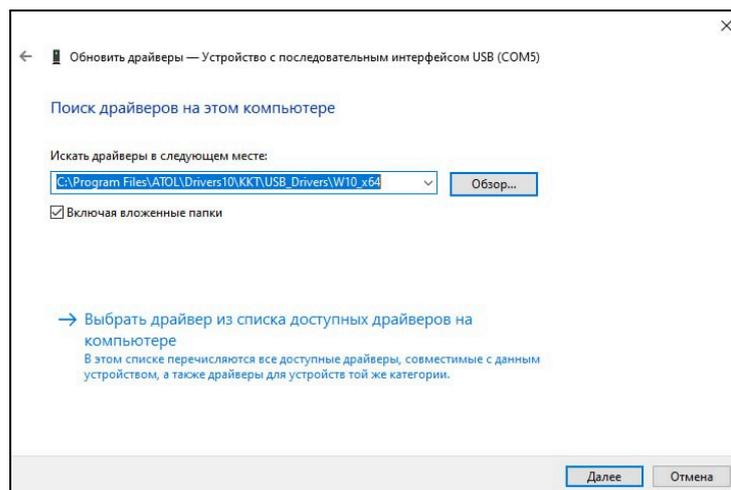 Обновить драйверы — Устройство с последовательным интерфейсом USB (COM5)
Поиск драйверов на этом компьютере
Искать драйверы в следующем месте:
C:\Program Files\ATOL\Drivers10\KKT\USB_Drivers\W10_x64
Обзор...
Включая вложенные папки
Выбрать драйвер из списка доступных драйверов на
компьютере
В этом списке перечисляются все доступные драйверы, совместимые с данным
устройством, а также драйверы для устройств той же категории.
Далее
Отмена